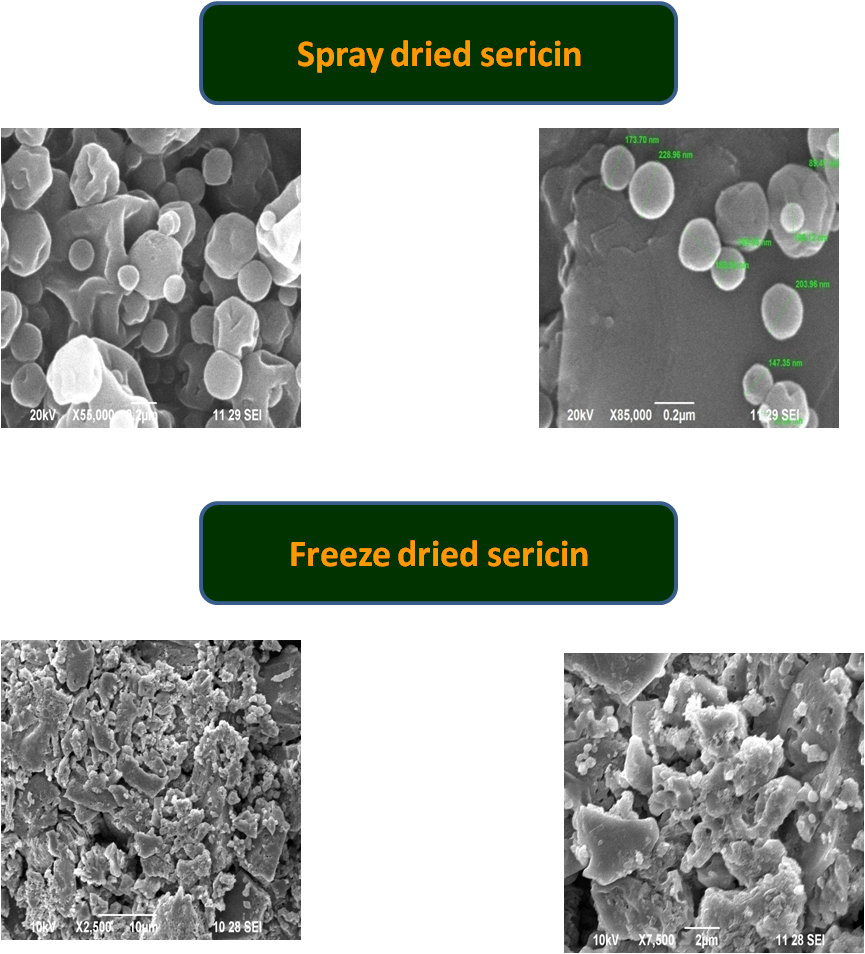 Spray dried sericin
173.70 nm
228.96 nm
203.96 nm
147.35 nm
20kV X55,000 0.2µm 11 29 SEI
20kV X85,000 0.2µm 11 29 SEI
Freeze dried sericin
10kV X2,500 10µm 10 28 SEI
10kV X7,500 2µm 11 28 SEI